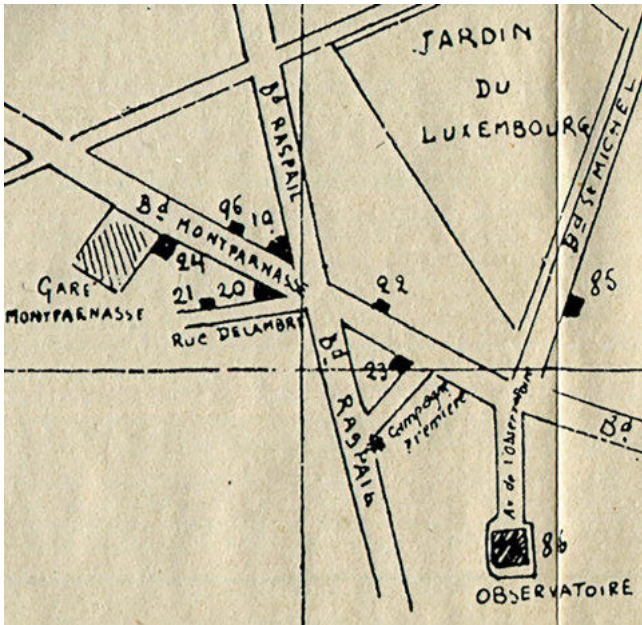 JARDIN
DU
LUXEMBOURG
Bd RASPAIL
Bd St MICHEL
96
19
Bd MONTPARNASSE
24
GARE
MONTPARNASSE
21
20
RUE DELAMBRE
22
85
23
Bd RASPAIL
Campagne
première
Bd
Av de l'Observatoire
86
OBSERVATOIRE